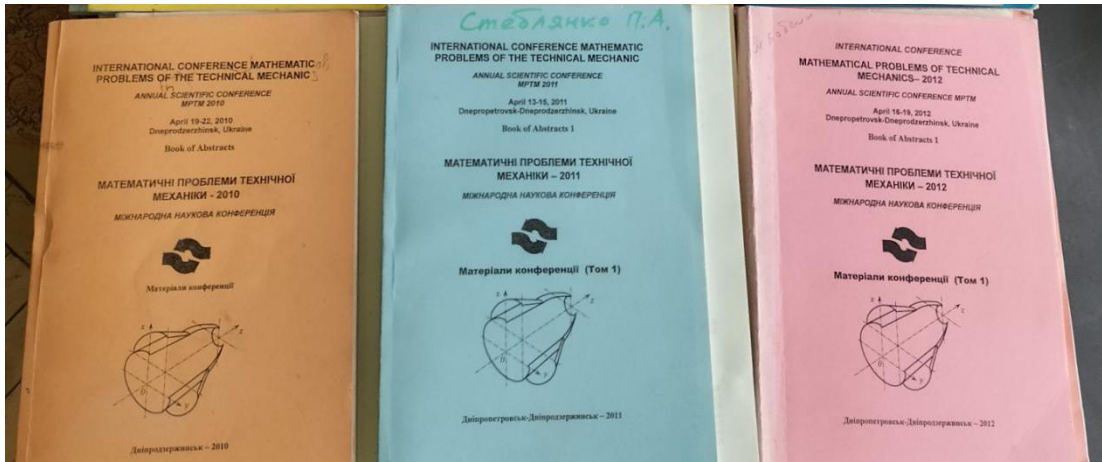 INTERNATIONAL CONFERENCE MATHEMATIC
PROBLEMS OF THE TECHNICAL MECHANIC
ANNUAL SCIENTIFIC CONFERENCE
MPTM 2010
April 19-22, 2010
Dneprodzerzhinsk, Ukraine
Book of Abstracts
МАТЕМАТИЧНІ ПРОБЛЕМИ ТЕХНІЧНОЇ
МЕХАНІКИ - 2010
МІЖНАРОДНА НАУКОВА КОНФЕРЕНЦІЯ
Матеріали конференції
x
z
0
y
Дніпродзержинськ – 2010
Стеблянко П.А.
INTERNATIONAL CONFERENCE MATHEMATIC
PROBLEMS OF THE TECHNICAL MECHANIC
ANNUAL SCIENTIFIC CONFERENCE
MPTM 2011
April 13-15, 2011
Dnepropetrovsk-Dneprodzerzhinsk, Ukraine
Book of Abstracts 1
МАТЕМАТИЧНІ ПРОБЛЕМИ ТЕХНІЧНОЇ
МЕХАНІКИ – 2011
МІЖНАРОДНА НАУКОВА КОНФЕРЕНЦІЯ
Матеріали конференції (Том 1)
x
z
0
y
Дніпропетровськ-Дніпродзержинськ – 2011
INTERNATIONAL CONFERENCE
MATHEMATICAL PROBLEMS OF TECHNICAL
MECHANICS– 2012
ANNUAL SCIENTIFIC CONFERENCE MPTM
April 16-19, 2012
Dnepropetrovsk-Dneprodzerzhinsk, Ukraine
Book of Abstracts 1
МАТЕМАТИЧНІ ПРОБЛЕМИ ТЕХНІЧНОЇ
МЕХАНІКИ – 2012
МІЖНАРОДНА НАУКОВА КОНФЕРЕНЦІЯ
Матеріали конференції (Том 1)
x
z
0
y
Дніпропетровськ-Дніпродзержинськ – 2012